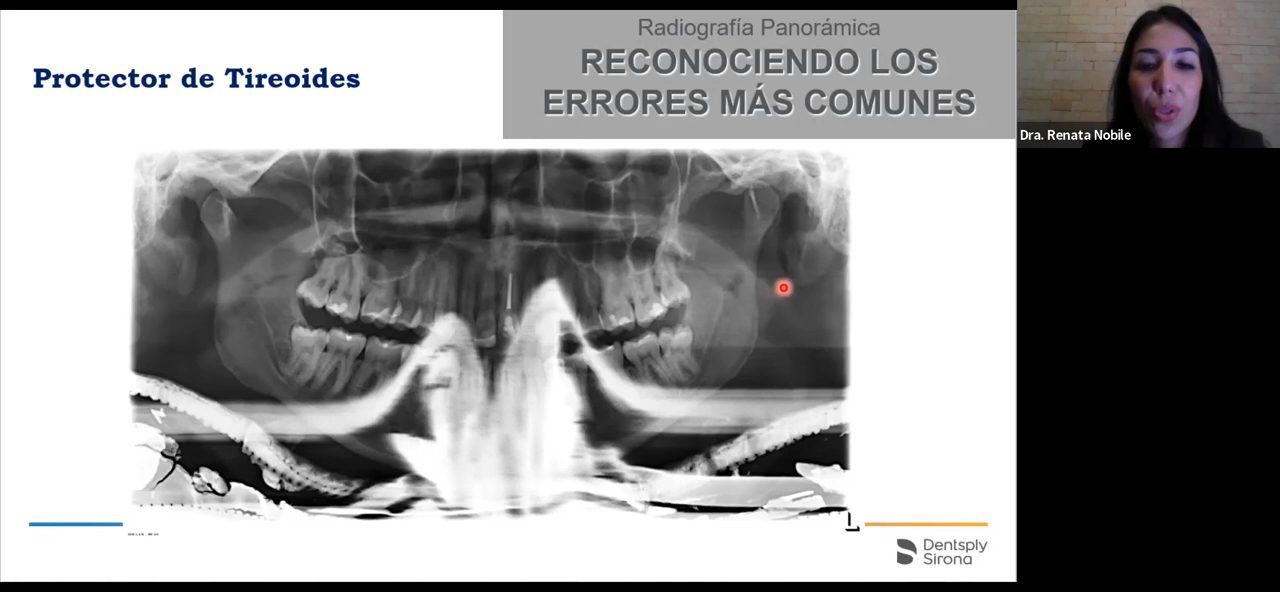 Radiografía Panorámica
RECONOCIENDO LOS
ERRORES MÁS COMUNES
Protector de Tireoides
Dra. Renata Nobile
L
Dentsply
Sirona